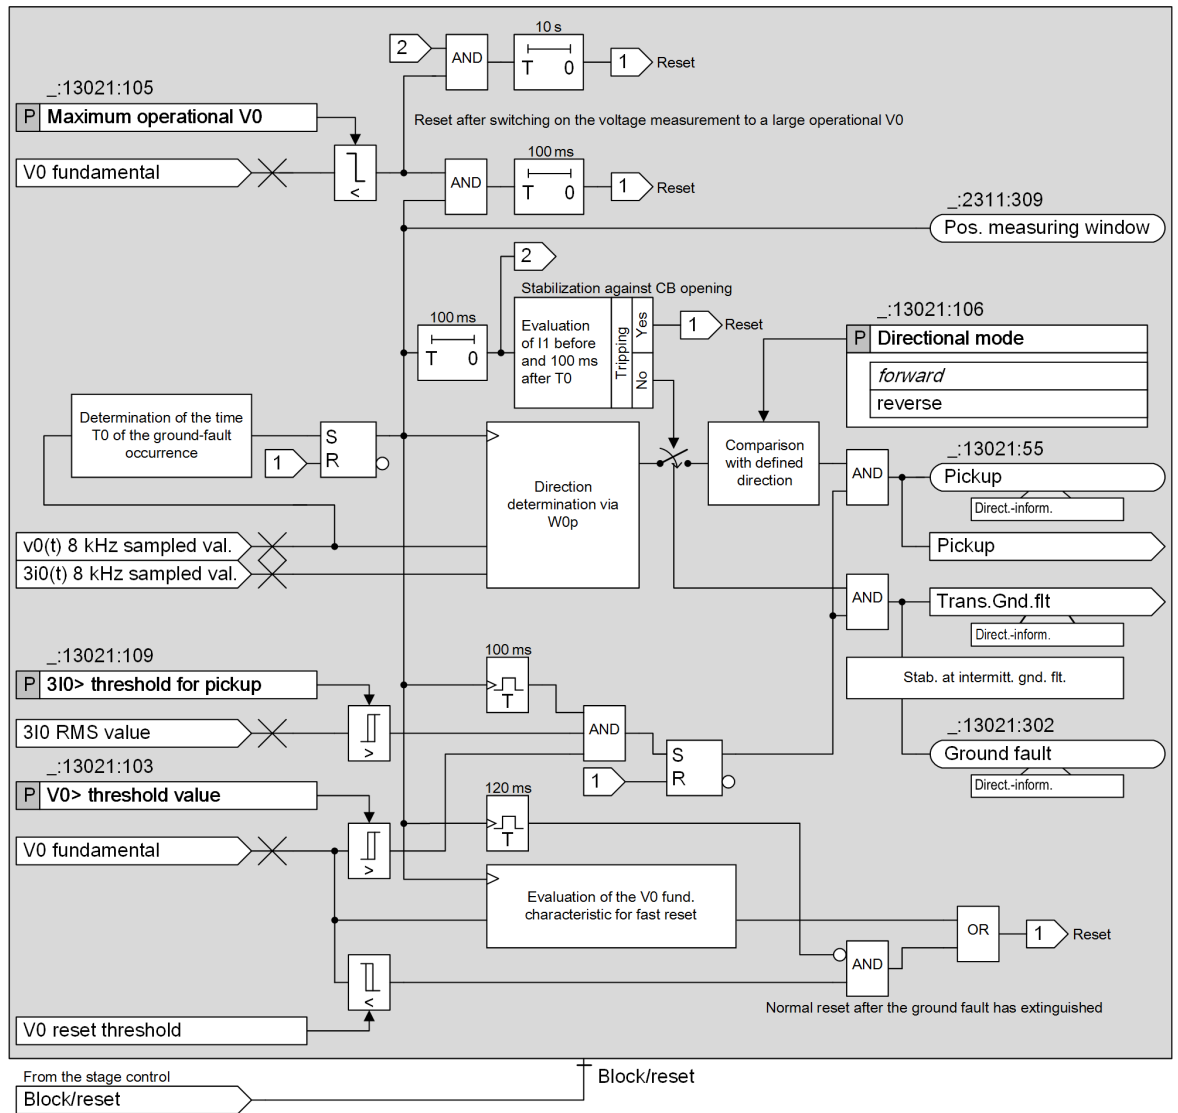 10 s
2
AND
T 0
1
Reset
_:13021:105
P
Maximum operational V0
Reset after switching on the voltage measurement to a large operational V0
V0 fundamental
<
100 ms
AND
T 0
1
Reset
_:2311:309
Pos. measuring window
2
Stabilization against CB opening
100 ms
T 0
Evaluation
of I1 before
and 100 ms
after T0
Tripping
Yes
No
1
Reset
_:13021:106
P
Directional mode
forward
reverse
Determination of the time
T0 of the ground-fault
occurrence
S
R
1
Direction
determination via
W0p
Comparison
with defined
direction
AND
_:13021:55
Pickup
Direct.-inform.
Pickup
v0(t) 8 kHz sampled val.
3i0(t) 8 kHz sampled val.
AND
Trans.Gnd.flt
Direct.-inform.
Stab. at intermitt. gnd. flt.
_:13021:302
Ground fault
Direct.-inform.
_:13021:109
P
3I0> threshold for pickup
3I0 RMS value
>
100 ms
T
AND
S
R
1
_:13021:103
P
V0> threshold value
V0 fundamental
>
120 ms
T
Evaluation of the V0 fund.
characteristic for fast reset
OR
1
Reset
AND
<
Normal reset after the ground fault has extinguished
V0 reset threshold
From the stage control
Block/reset
Block/reset